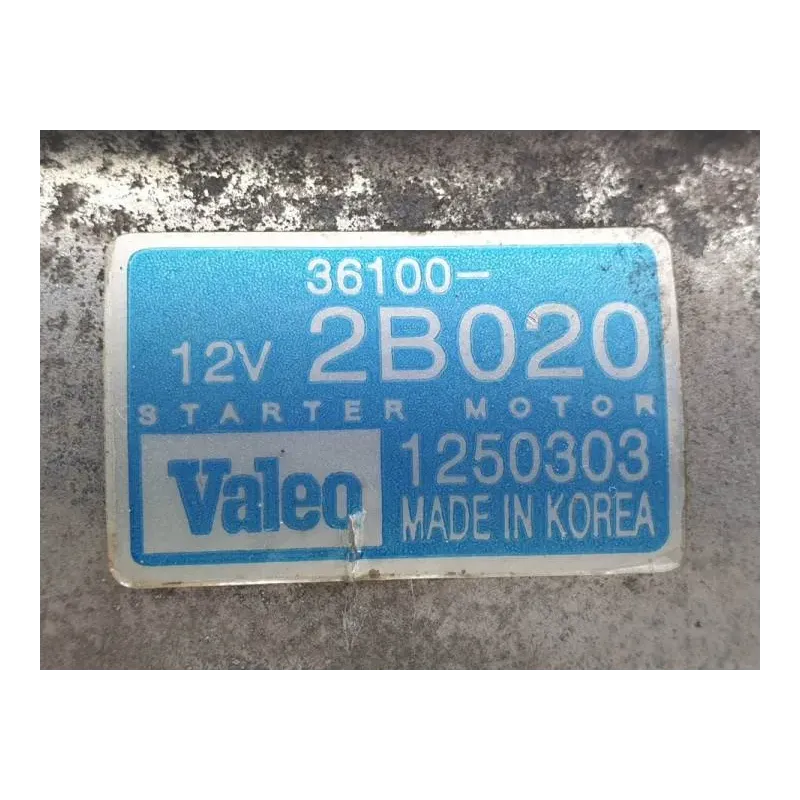 36100-
12V 2B020
STARTER MOTOR
Valeo
1250303
MADE IN KOREA